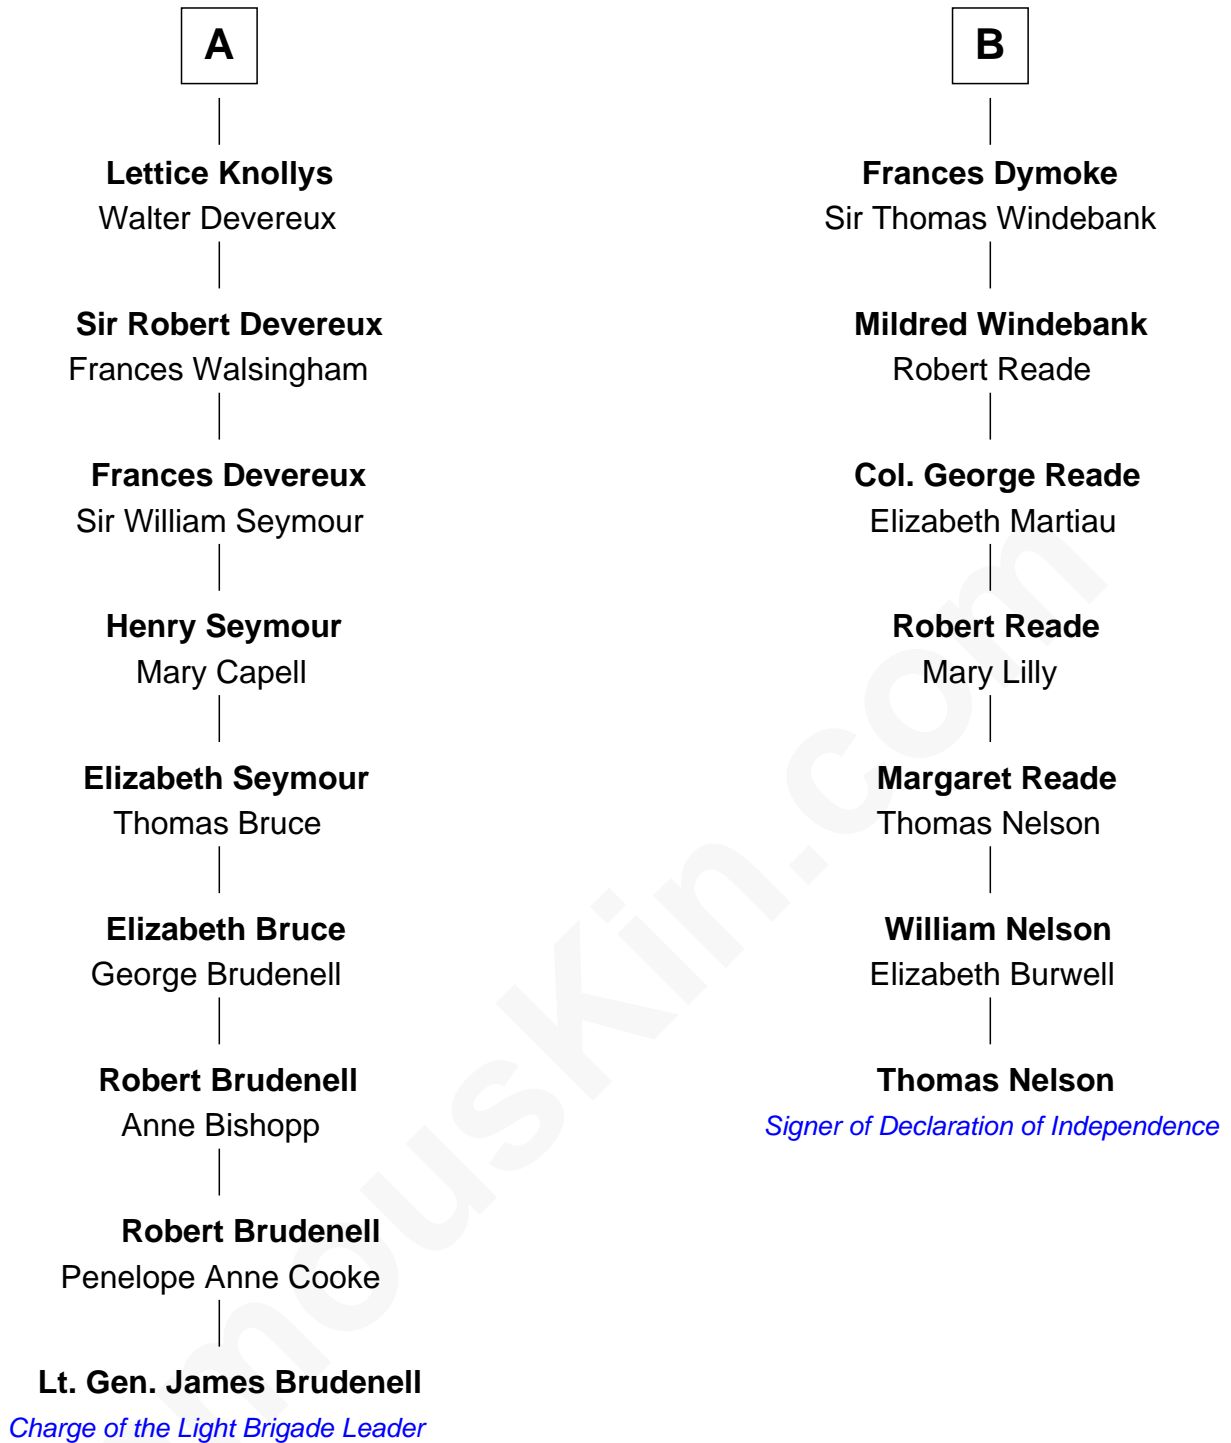 A
Lettice Knollys
Walter Devereux
Sir Robert Devereux
Frances Walsingham
Frances Devereux
Sir William Seymour
Henry Seymour
Mary Capell
Elizabeth Seymour
Thomas Bruce
Elizabeth Bruce
George Brudenell
Robert Brudenell
Anne Bishopp
Robert Brudenell
Penelope Anne Cooke
Lt. Gen. James Brudenell
Charge of the Light Brigade Leader
B
Frances Dymoke
Sir Thomas Windebank
Mildred Windebank
Robert Reade
Col. George Reade
Elizabeth Martiau
Robert Reade
Mary Lilly
Margaret Reade
Thomas Nelson
William Nelson
Elizabeth Burwell
Thomas Nelson
Signer of Declaration of Independence
mousKin.com